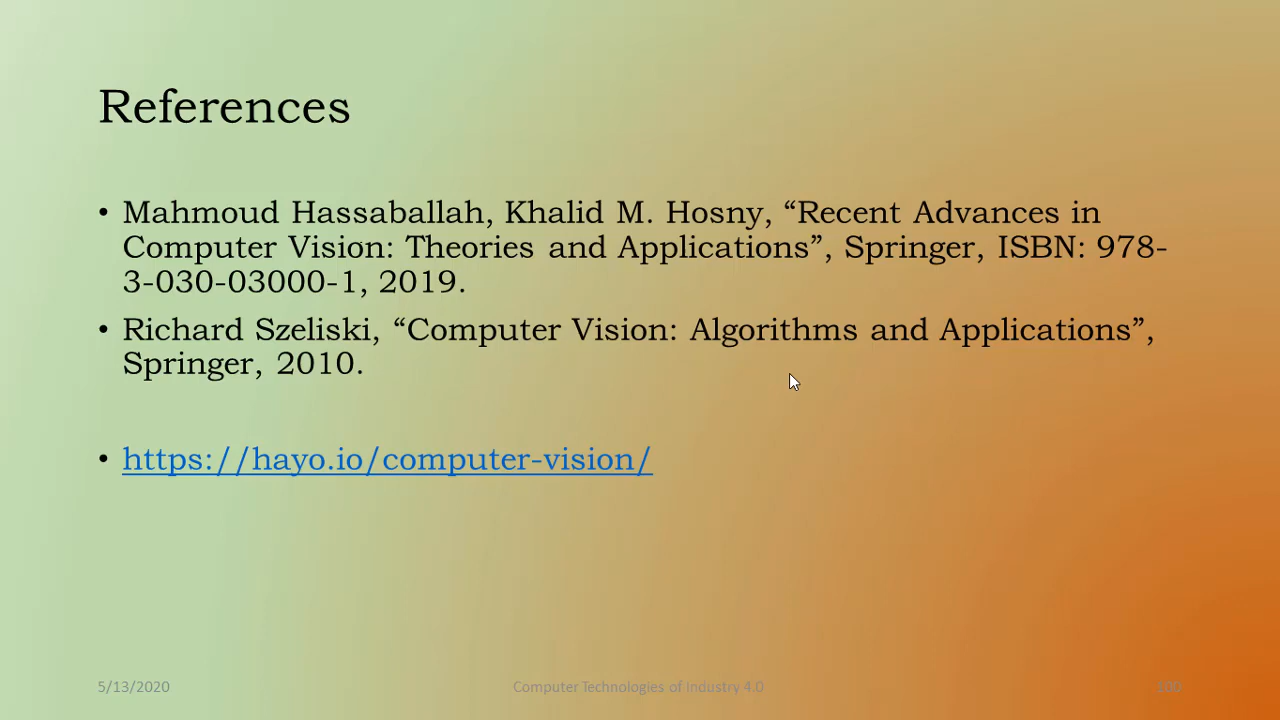 References
• Mahmoud Hassaballah, Khalid M. Hosny, “Recent Advances in
Computer Vision: Theories and Applications”, Springer, ISBN: 978-
3-030-03000-1, 2019.
• Richard Szeliski, “Computer Vision: Algorithms and Applications”,
Springer, 2010.
• https://hayo.io/computer-vision/
5/13/2020
Computer Technologies of Industry 4.0